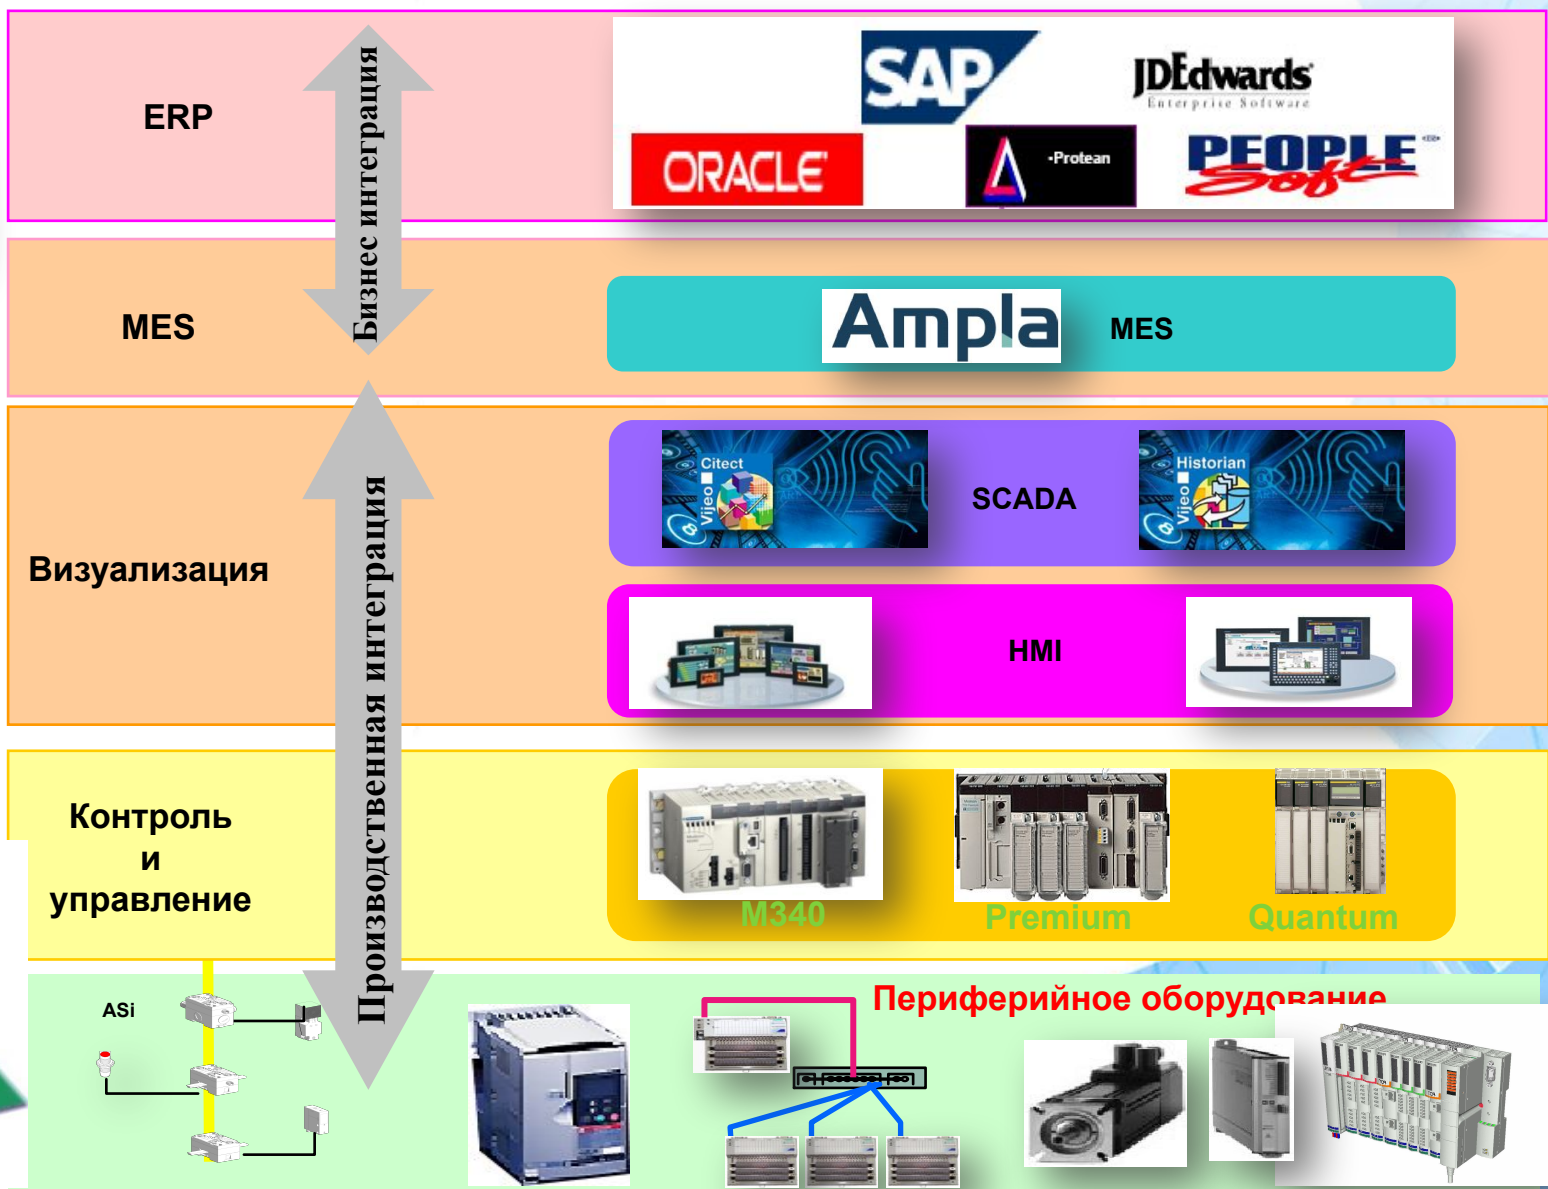 ERP
Бизнес интеграция
SAP
JDEdwards
Enterprise Software
ORACLE
-Protean
PEOPLE
Soft
MES
Ampla
MES
Визуализация
Производственная интеграция
Vijeo
Citect
SCADA
Vijeo
Historian
HMI
Контроль
и
управление
M340
Premium
Quantum
ASi
Периферийное оборудование